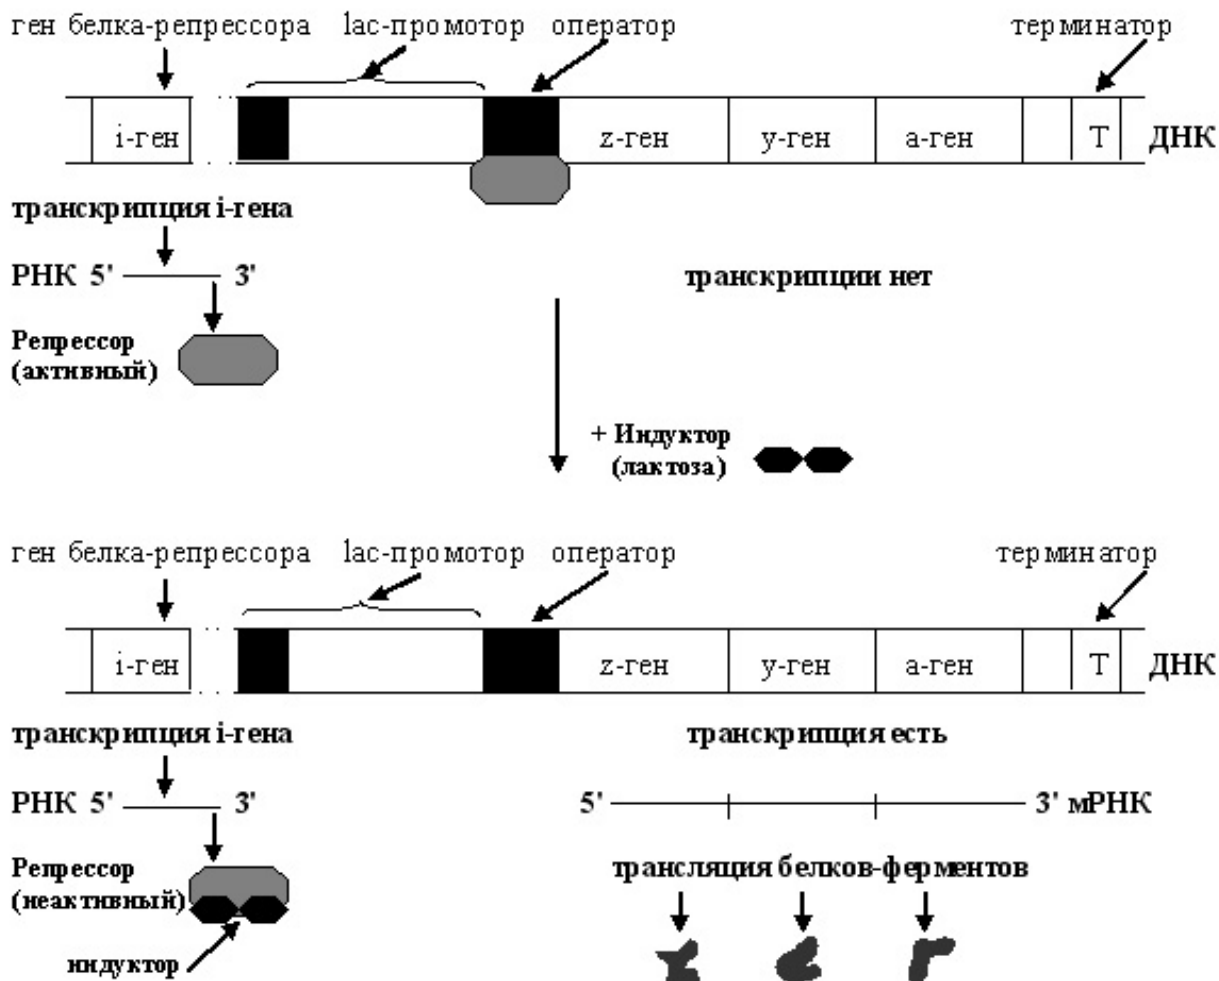 ген белка-репрессора lac-промотор оператор терминатор
i-ген z-ген y-ген a-ген T ДНК
транскрипция i-гена
РНК 5' 3' транскрипции нет
Репрессор
(активный)
+ Индуктор
(лактоза)
ген белка-репрессора lac-промотор оператор терминатор
i-ген z-ген y-ген a-ген T ДНК
транскрипция i-гена транскрипция есть
РНК 5' 3' 5' 3' мРНК
Репрессор
(неактивный)
трансляция белков-ферментов
индуктор